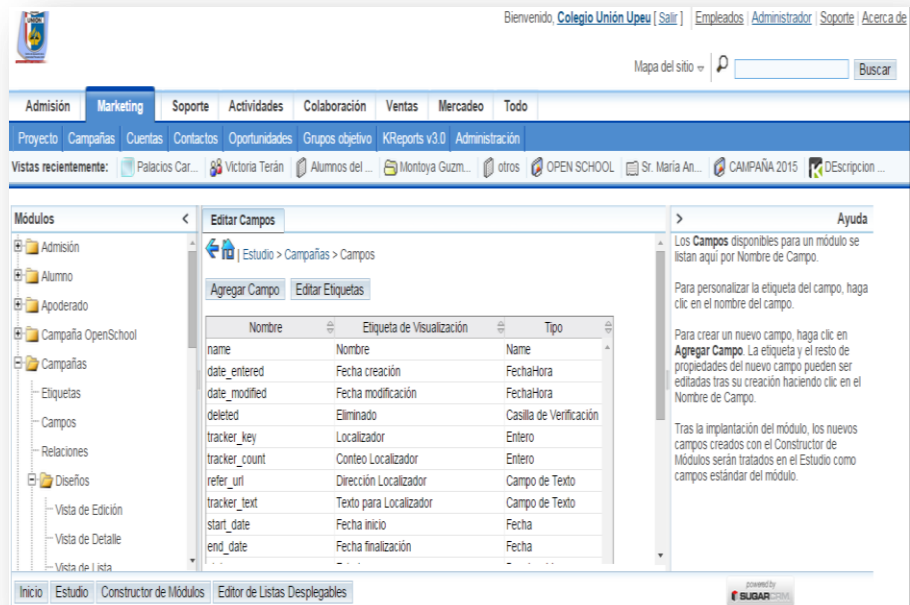 UNIÓN
Bienvenido, Colegio Unión Upeu [ Salir ] Empleados | Administrador | Soporte | Acerca de
Mapa del sitio Buscar
Admisión Marketing Soporte Actividades Colaboración Ventas Mercadeo Todo
Proyecto Campañas Cuentas Contactos Oportunidades Grupos objetivo KReports v3.0 Administración
Vistas recientemente: Palacios Car... Victoria Terán Alumnos del ... Montoya Guzm... otros OPEN SCHOOL Sr. María An... CAMPAÑA 2015 DEscripcion ...
Módulos <
Admisión
Alumno
Apoderado
Campaña OpenSchool
Campañas
Etiquetas
Campos
Relaciones
Diseños
Vista de Edición
Vista de Detalle
Vista de Lista
Editar Campos
| Estudio > Campañas > Campos
Agregar Campo Editar Etiquetas
Nombre Etiqueta de Visualización Tipo
name Nombre Name
date_entered Fecha creación FechaHora
date_modified Fecha modificación FechaHora
deleted Eliminado Casilla de Verificación
tracker_key Localizador Entero
tracker_count Conteo Localizador Entero
refer_url Dirección Localizador Campo de Texto
tracker_text Texto para Localizador Campo de Texto
start_date Fecha inicio Fecha
end_date Fecha finalización Fecha
> Ayuda
Los Campos disponibles para un módulo se
listan aquí por Nombre de Campo.
Para personalizar la etiqueta del campo, haga
clic en el nombre del campo.
Para crear un nuevo campo, haga clic en
Agregar Campo. La etiqueta y el resto de
propiedades del nuevo campo pueden ser
editadas tras su creación haciendo clic en el
Nombre de Campo.
Tras la implantación del módulo, los nuevos
campos creados con el Constructor de
Módulos serán tratados en el Estudio como
campos estándar del módulo.
Inicio Estudio Constructor de Módulos Editor de Listas Desplegables
powered by
SUGARCRM